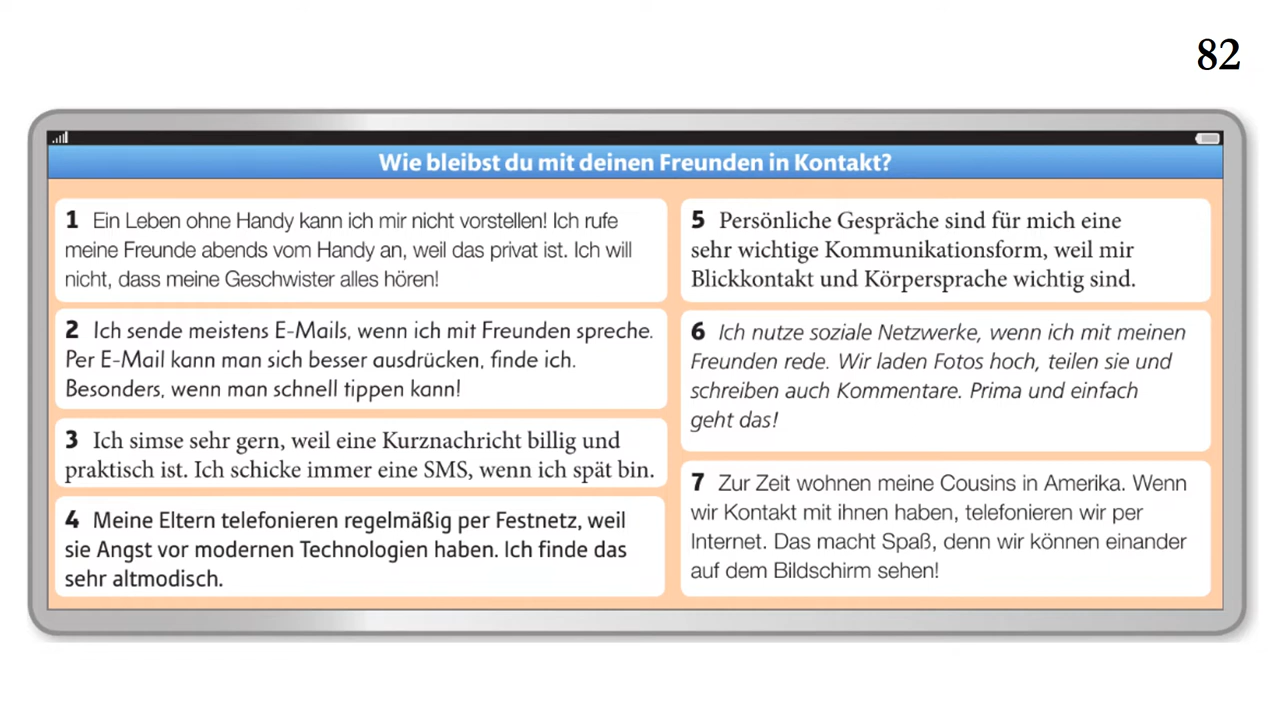 82
Wie bleibst du mit deinen Freunden in Kontakt?
1 Ein Leben ohne Handy kann ich mir nicht vorstellen! Ich rufe
meine Freunde abends vom Handy an, weil das privat ist. Ich will
nicht, dass meine Geschwister alles hören!
2 Ich sende meistens E-Mails, wenn ich mit Freunden spreche.
Per E-Mail kann man sich besser ausdrücken, finde ich.
Besonders, wenn man schnell tippen kann!
3 Ich simse sehr gern, weil eine Kurznachricht billig und
praktisch ist. Ich schicke immer eine SMS, wenn ich spät bin.
4 Meine Eltern telefonieren regelmäßig per Festnetz, weil
sie Angst vor modernen Technologien haben. Ich finde das
sehr altmodisch.
5 Persönliche Gespräche sind für mich eine
sehr wichtige Kommunikationsform, weil mir
Blickkontakt und Körpersprache wichtig sind.
6 Ich nutze soziale Netzwerke, wenn ich mit meinen
Freunden rede. Wir laden Fotos hoch, teilen sie und
schreiben auch Kommentare. Prima und einfach
geht das!
7 Zur Zeit wohnen meine Cousins in Amerika. Wenn
wir Kontakt mit ihnen haben, telefonieren wir per
Internet. Das macht Spaß, denn wir können einander
auf dem Bildschirm sehen!